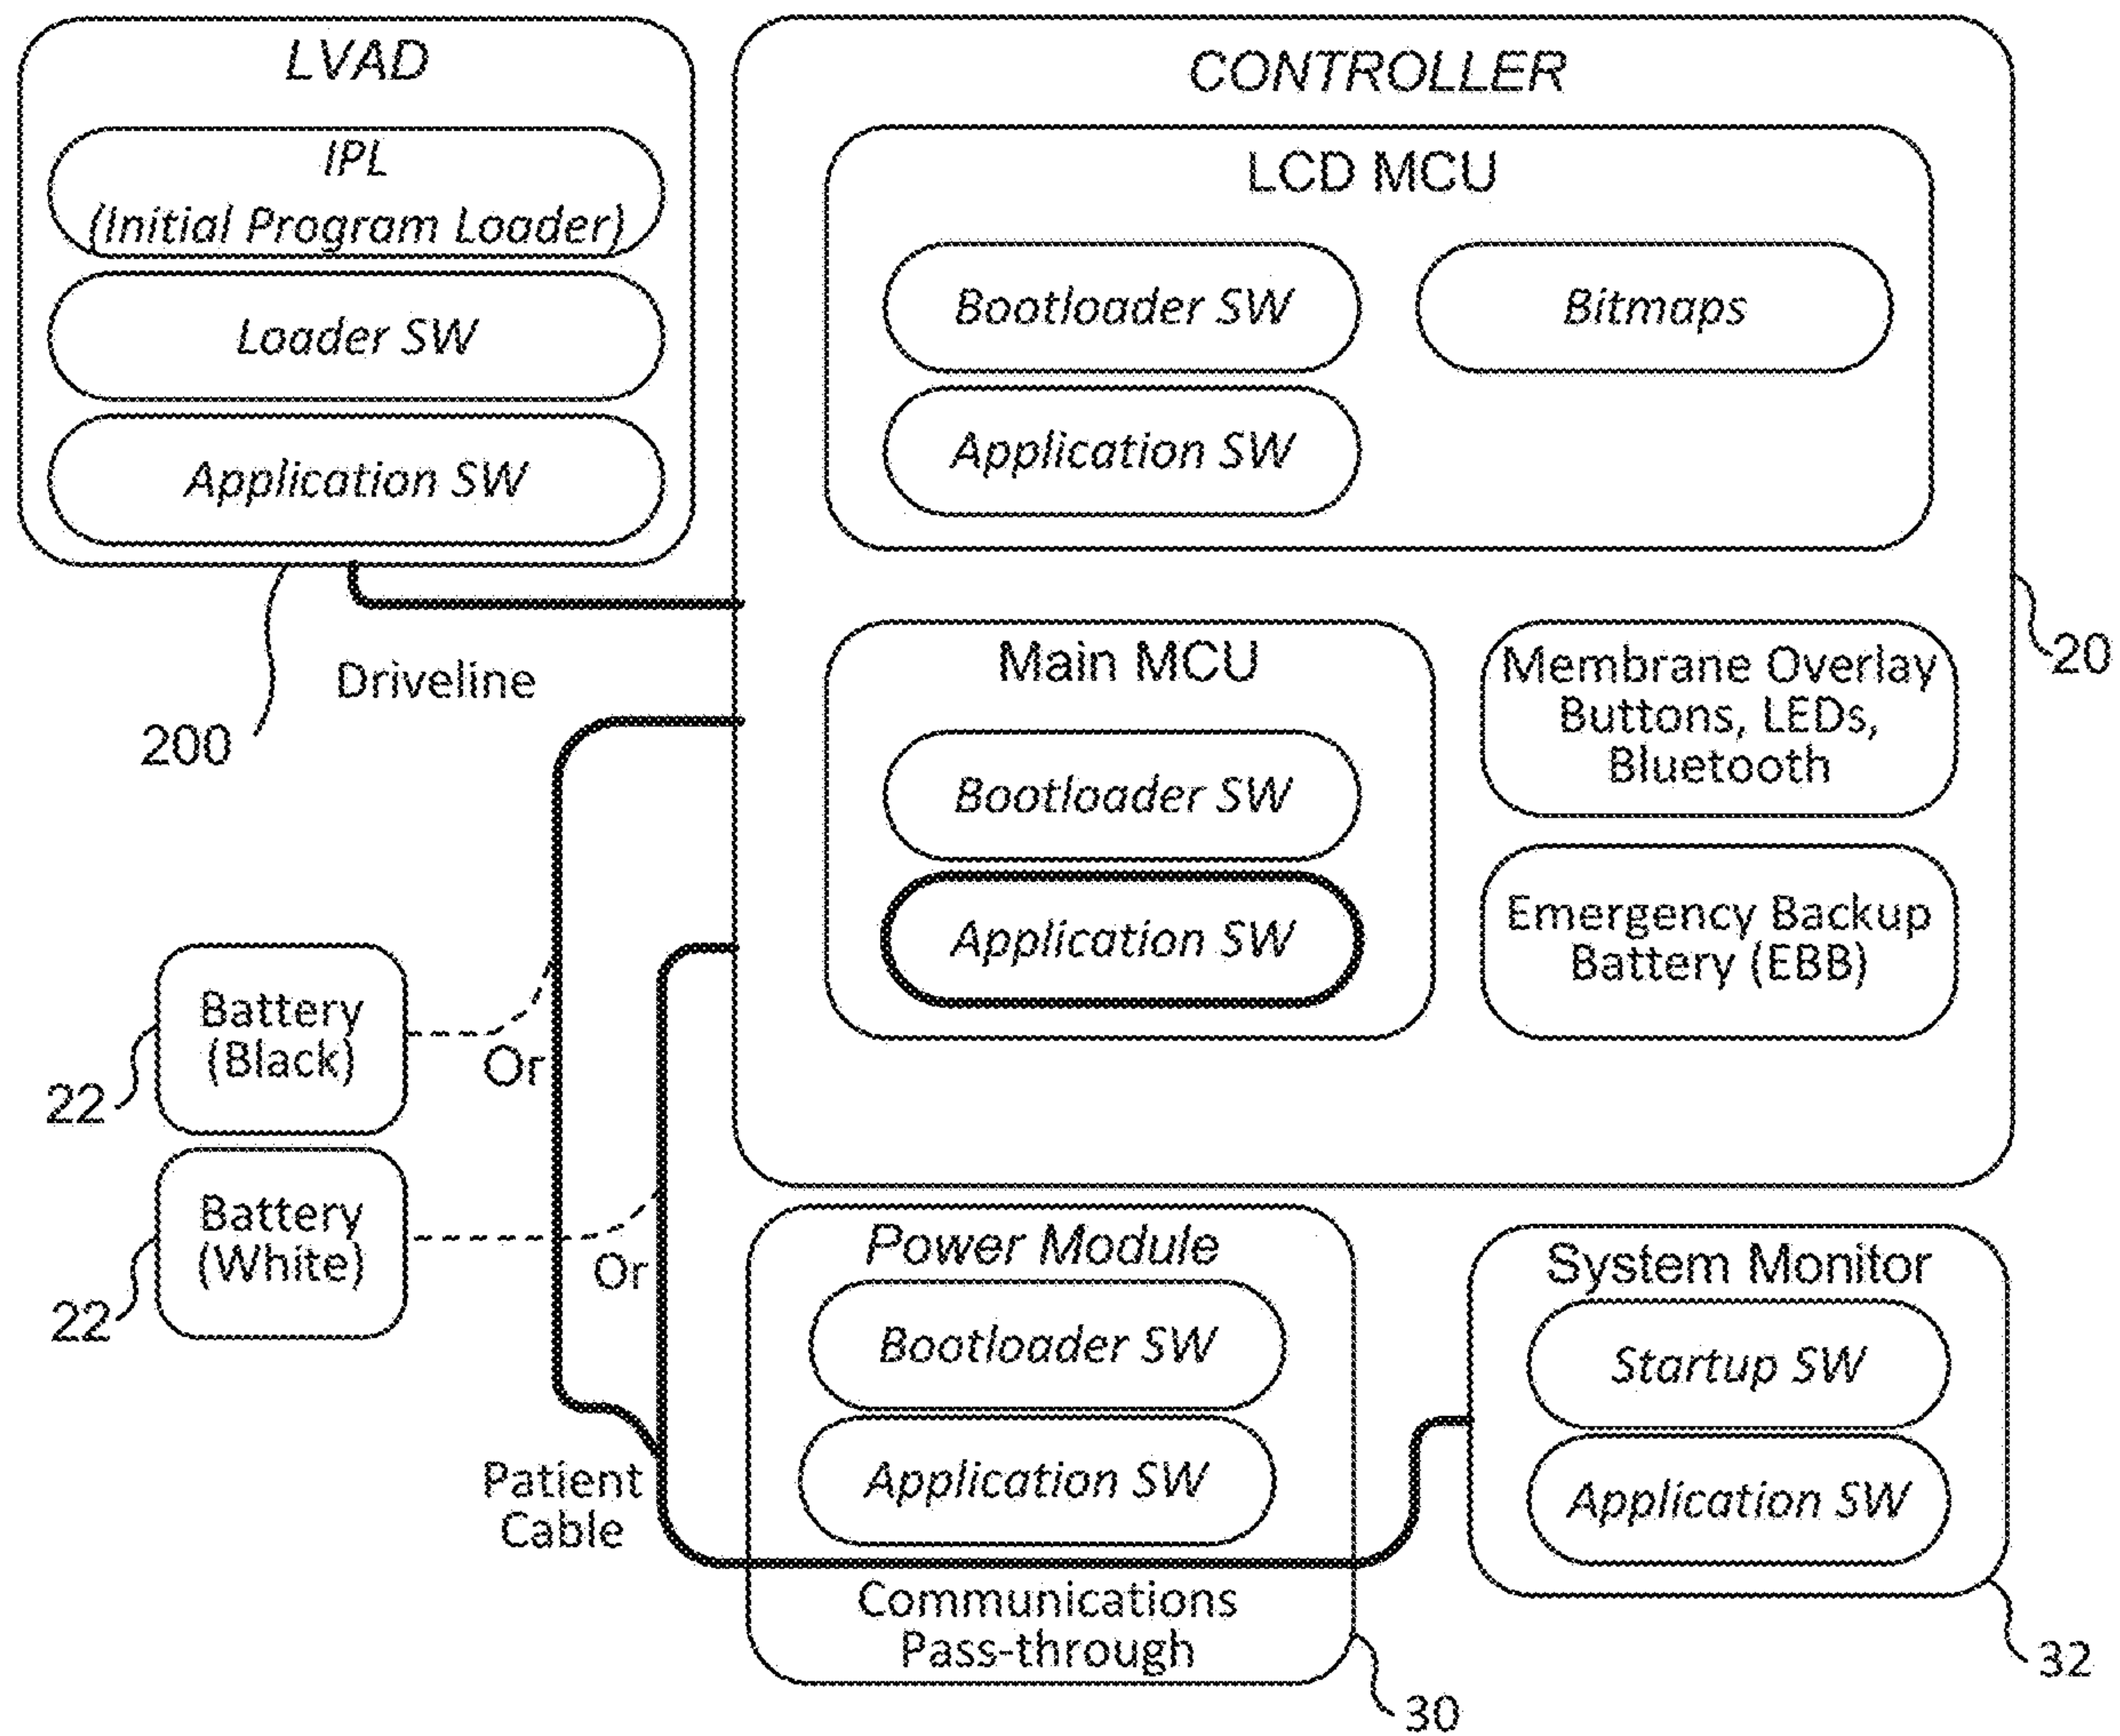 LVAD
IPL
(Initial Program Loader)
Loader SW
Application SW
200
Driveline
CONTROLLER
LCD MCU
Bootloader SW
Bitmaps
Application SW
Main MCU
Bootloader SW
Application SW
Membrane Overlay
Buttons, LEDs,
Bluetooth
Emergency Backup
Battery (EBB)
20
Battery
(Black)
22
Or
Battery
(White)
22
Or
Patient
Cable
Power Module
Bootloader SW
Application SW
Communications
Pass-through
30
System Monitor
Startup SW
Application SW
32